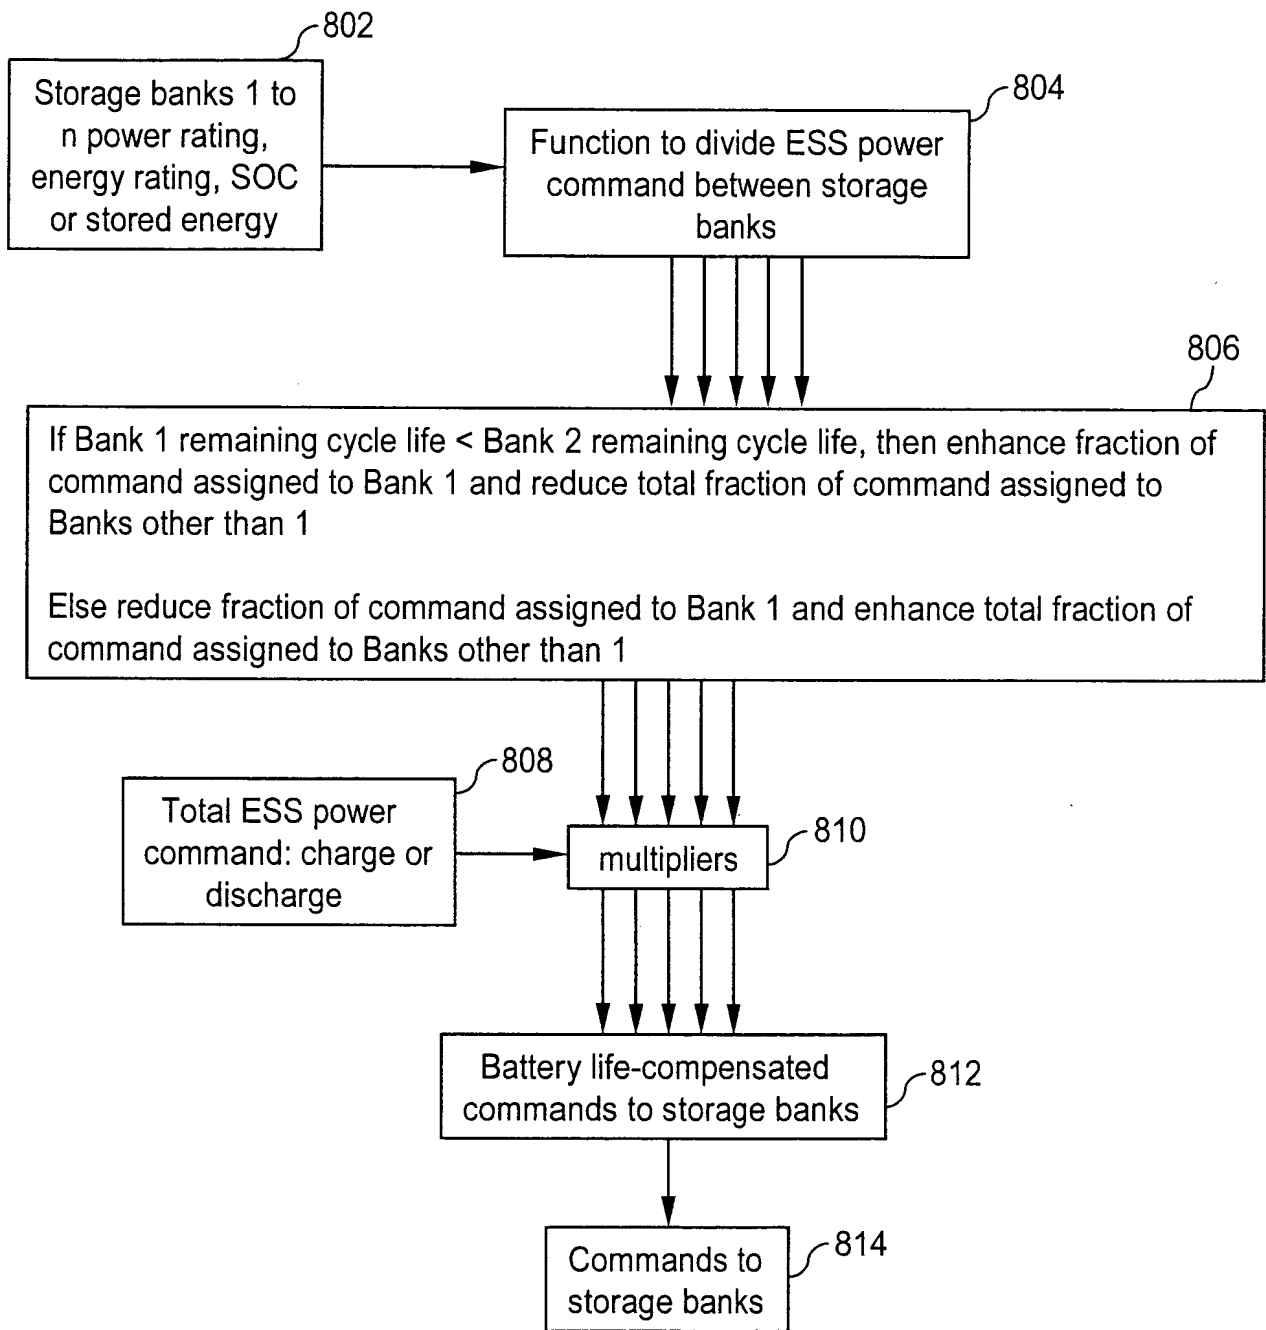 802
Storage banks 1 to
n power rating,
energy rating, SOC
or stored energy
804
Function to divide ESS power
command between storage
banks
806
If Bank 1 remaining cycle life < Bank 2 remaining cycle life, then enhance fraction of
command assigned to Bank 1 and reduce total fraction of command assigned to
Banks other than 1
Else reduce fraction of command assigned to Bank 1 and enhance total fraction of
command assigned to Banks other than 1
808
Total ESS power
command: charge or
discharge
810
multipliers
812
Battery life-compensated
commands to storage banks
814
Commands to
storage banks